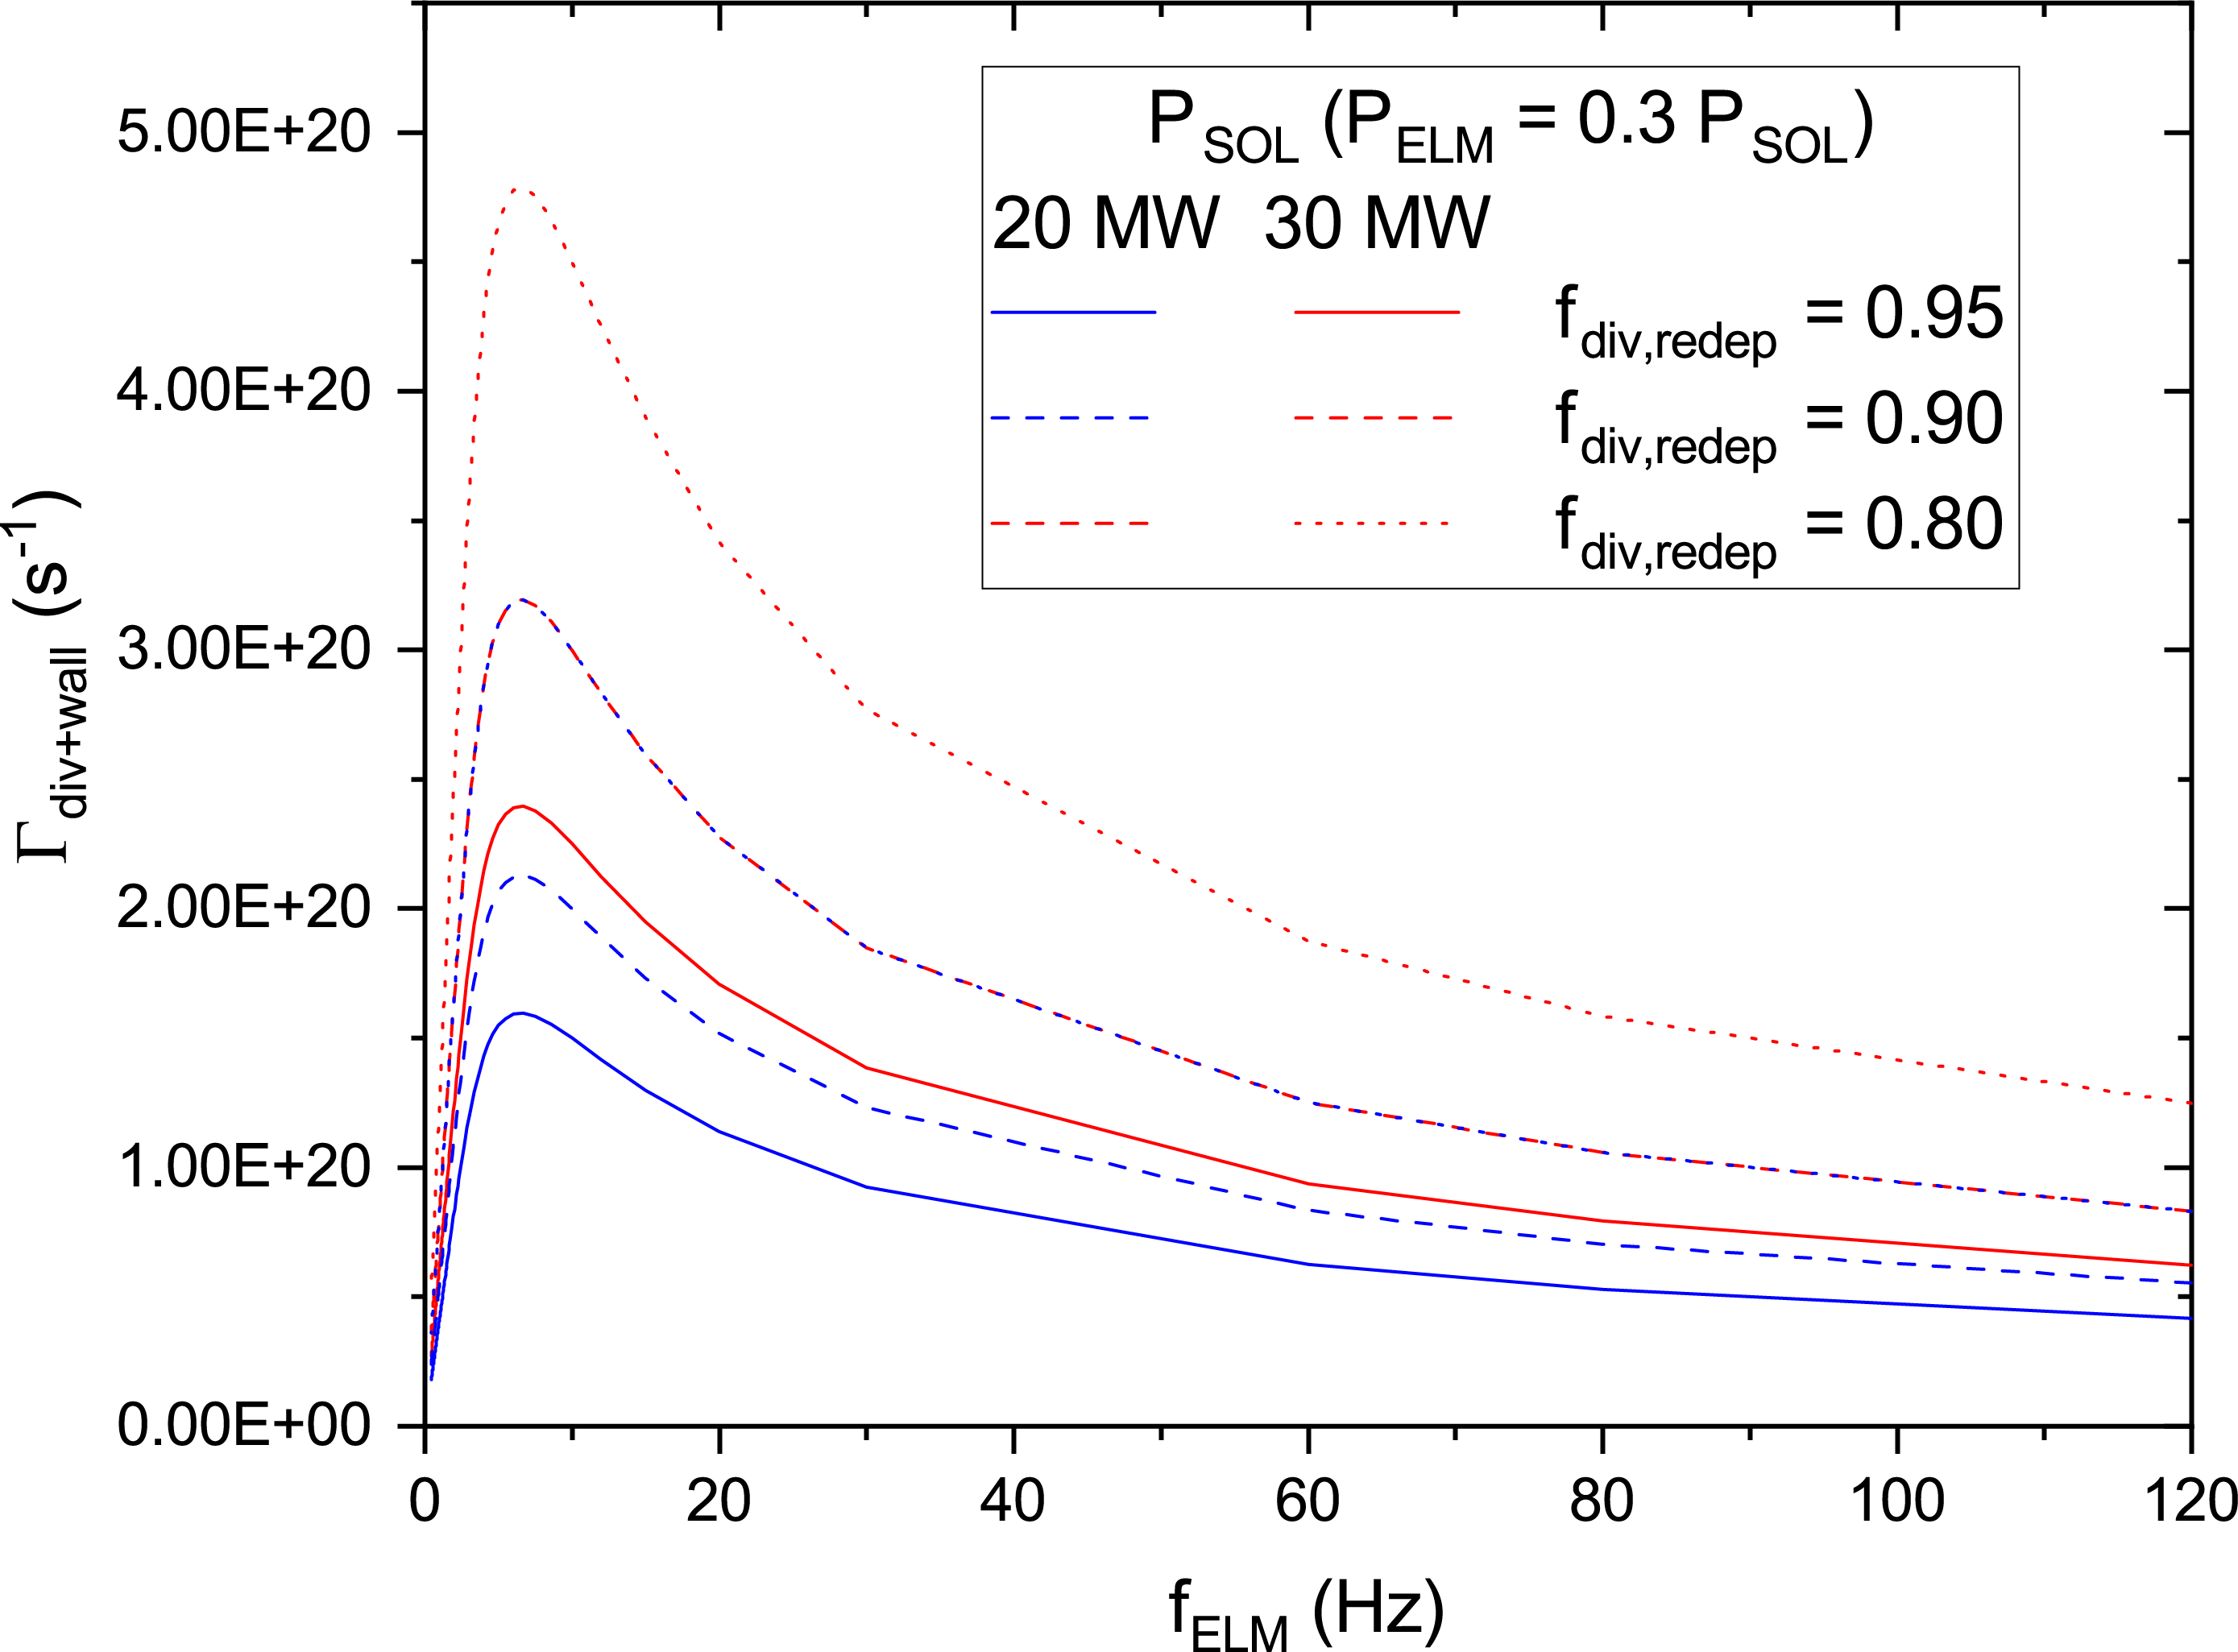 P_SOL (P_ELM = 0.3 P_SOL)
20 MW 30 MW
f_div,redep = 0.95
f_div,redep = 0.90
f_div,redep = 0.80
5.00E+20
4.00E+20
3.00E+20
2.00E+20
1.00E+20
0.00E+00
Γ_div+wall (s^-1)
0 20 40 60 80 100 120
f_ELM (Hz)